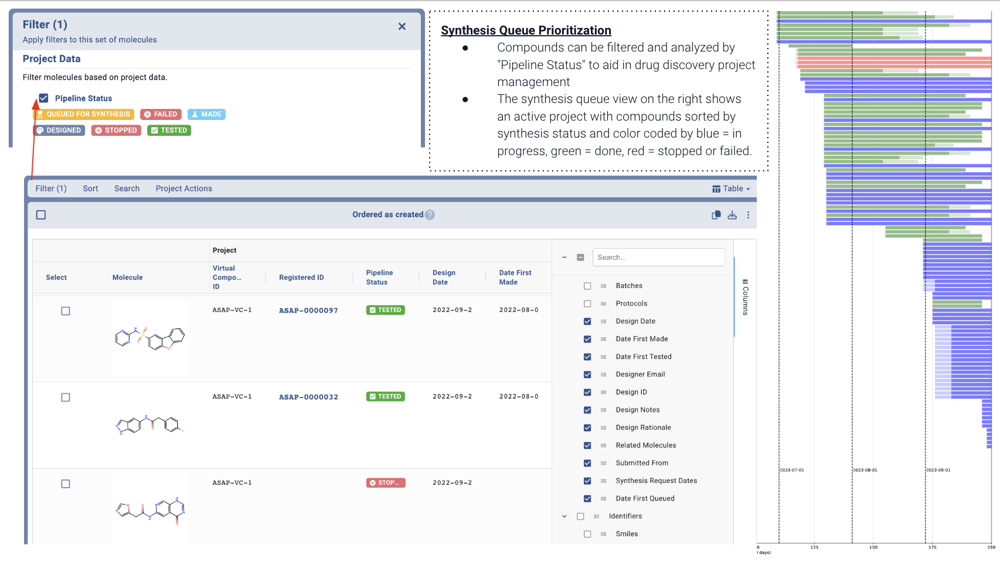 Filter (1)
Apply filters to this set of molecules
Project Data
Filter molecules based on project data.
Pipeline Status
QUEUED FOR SYNTHESIS FAILED MADE
DESIGNED STOPPED TESTED
Synthesis Queue Prioritization
● Compounds can be filtered and analyzed by
"Pipeline Status" to aid in drug discovery project
management
● The synthesis queue view on the right shows
an active project with compounds sorted by
synthesis status and color coded by blue = in
progress, green = done, red = stopped or failed.
Filter (1) Sort Search Project Actions Table
Ordered as created ?
Project
Select Molecule Virtual Compo... ID Registered ID Pipeline Status Design Date Date First Made
ASAP-VC-1 ASAP-0000097 TESTED 2022-09-2 2022-08-0
ASAP-VC-1 ASAP-0000032 TESTED 2022-09-2 2022-08-0
ASAP-VC-1 STOP... 2022-09-2
Search...
Batches
Protocols
Design Date
Date First Made
Date First Tested
Designer Email
Design ID
Design Notes
Design Rationale
Related Molecules
Submitted From
Synthesis Request Dates
Date First Queued
Identifiers
Smiles
Columns
2023-07-01 2023-08-01 2023-09-01
0 125 150 175 200
0 days!